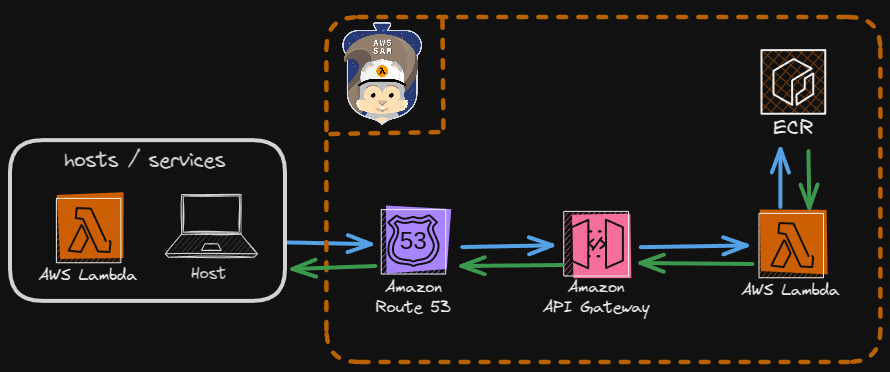 AWS
SAM
hosts / services
AWS Lambda
Host
53
Amazon
Route 53
</>
Amazon
API Gateway
ECR
AWS Lambda